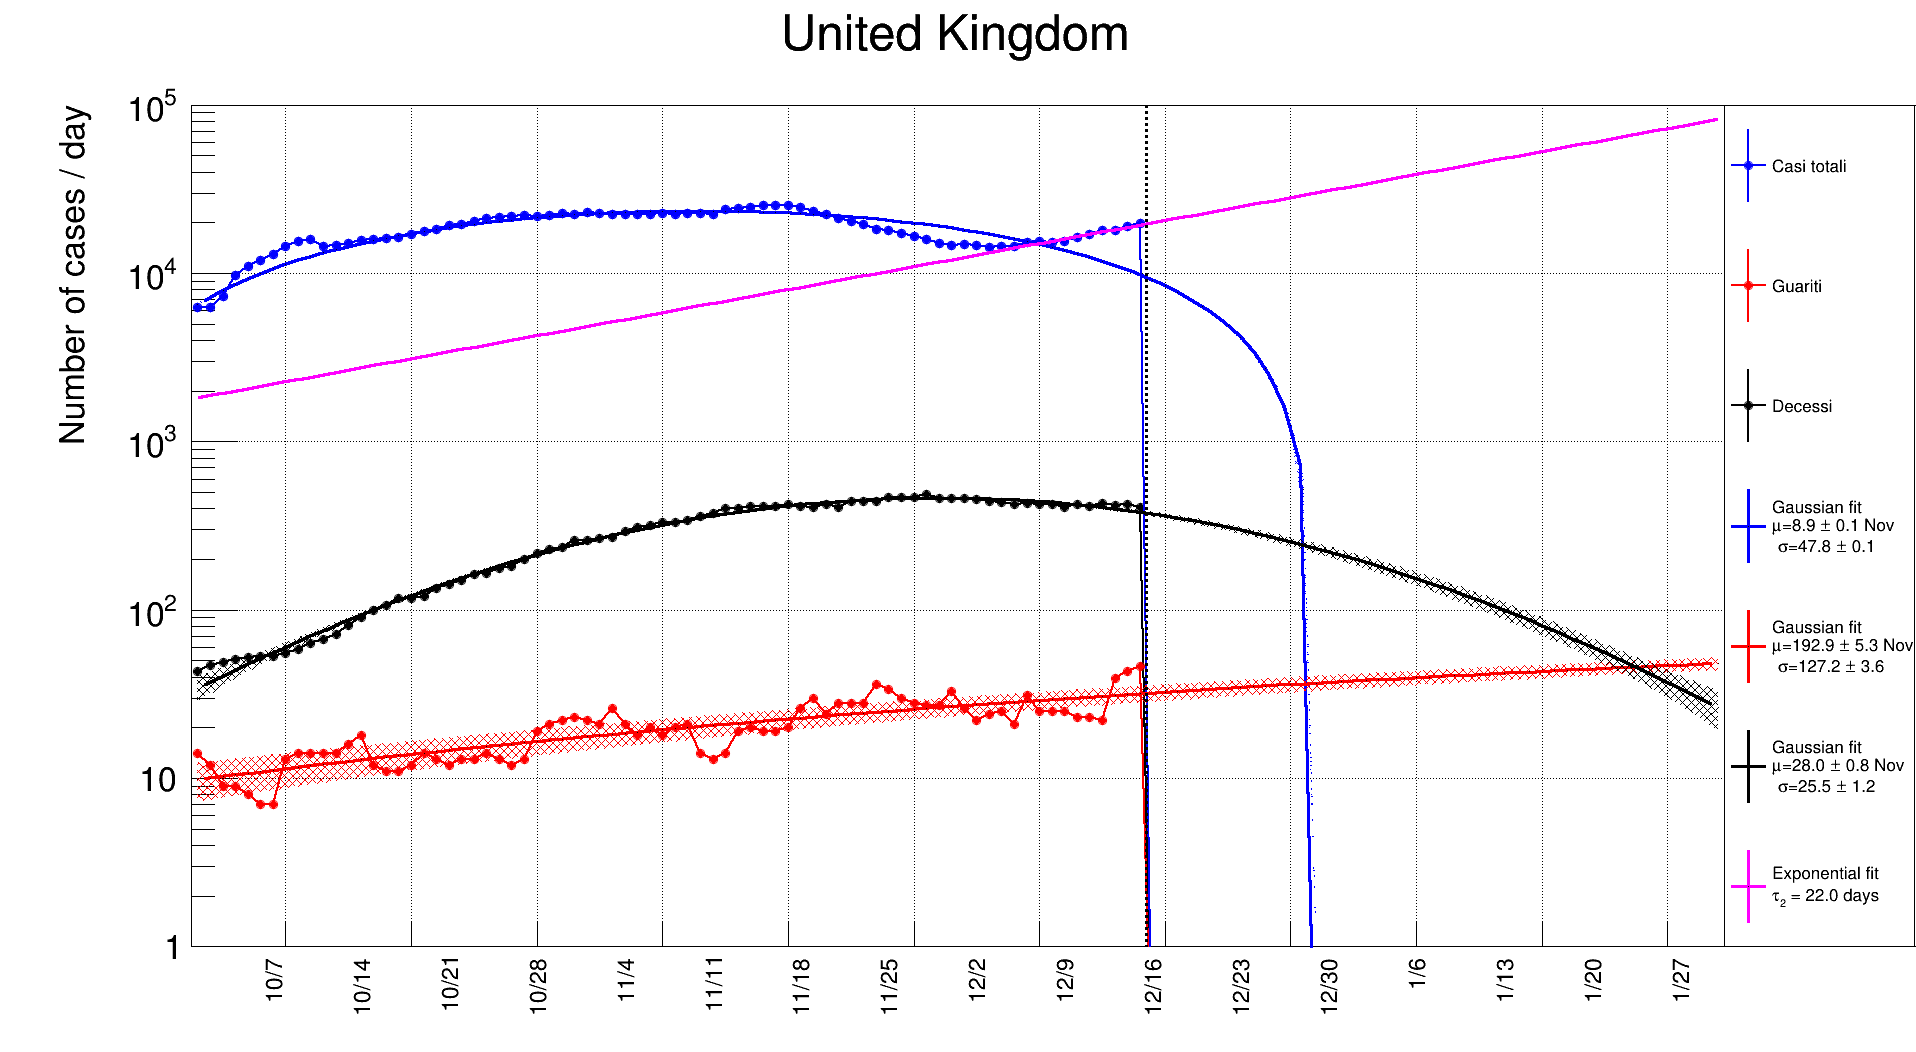 United Kingdom
Number of cases / day
10^5
10^4
10^3
10^2
10
1
10/7
10/14
10/21
10/28
11/4
11/11
11/18
11/25
12/2
12/9
12/16
12/23
12/30
1/6
1/13
1/20
1/27
Casi totali
Guariti
Decessi
Gaussian fit
μ=8.9 ± 0.1 Nov
σ=47.8 ± 0.1
Gaussian fit
μ=192.9 ± 5.3 Nov
σ=127.2 ± 3.6
Gaussian fit
μ=28.0 ± 0.8 Nov
σ=25.5 ± 1.2
Exponential fit
τ₂ = 22.0 days